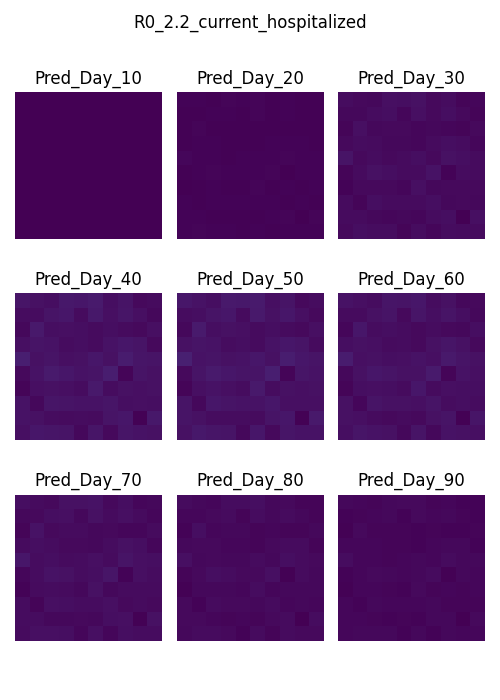 R0_2.2_current_hospitalized
Pred_Day_10 Pred_Day_20 Pred_Day_30
Pred_Day_40 Pred_Day_50 Pred_Day_60
Pred_Day_70 Pred_Day_80 Pred_Day_90